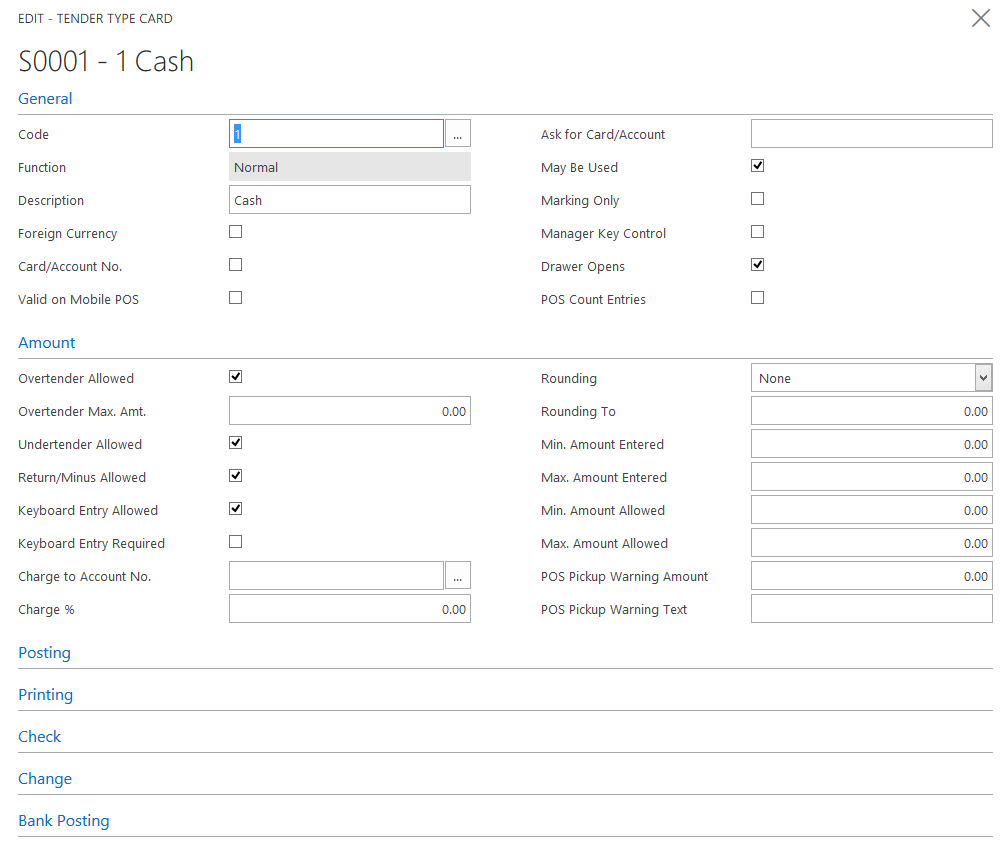 EDIT - TENDER TYPE CARD
S0001 - 1 Cash
General
Code 1 ...
Ask for Card/Account
Function Normal
May Be Used
Description Cash
Marking Only
Foreign Currency
Manager Key Control
Card/Account No.
Drawer Opens
Valid on Mobile POS
POS Count Entries
Amount
Overtender Allowed
Rounding None
Overtender Max. Amt. 0.00
Rounding To 0.00
Undertender Allowed
Min. Amount Entered 0.00
Return/Minus Allowed
Max. Amount Entered 0.00
Keyboard Entry Allowed
Min. Amount Allowed 0.00
Keyboard Entry Required
Max. Amount Allowed 0.00
Charge to Account No. ...
POS Pickup Warning Amount 0.00
Charge % 0.00
POS Pickup Warning Text
Posting
Printing
Check
Change
Bank Posting